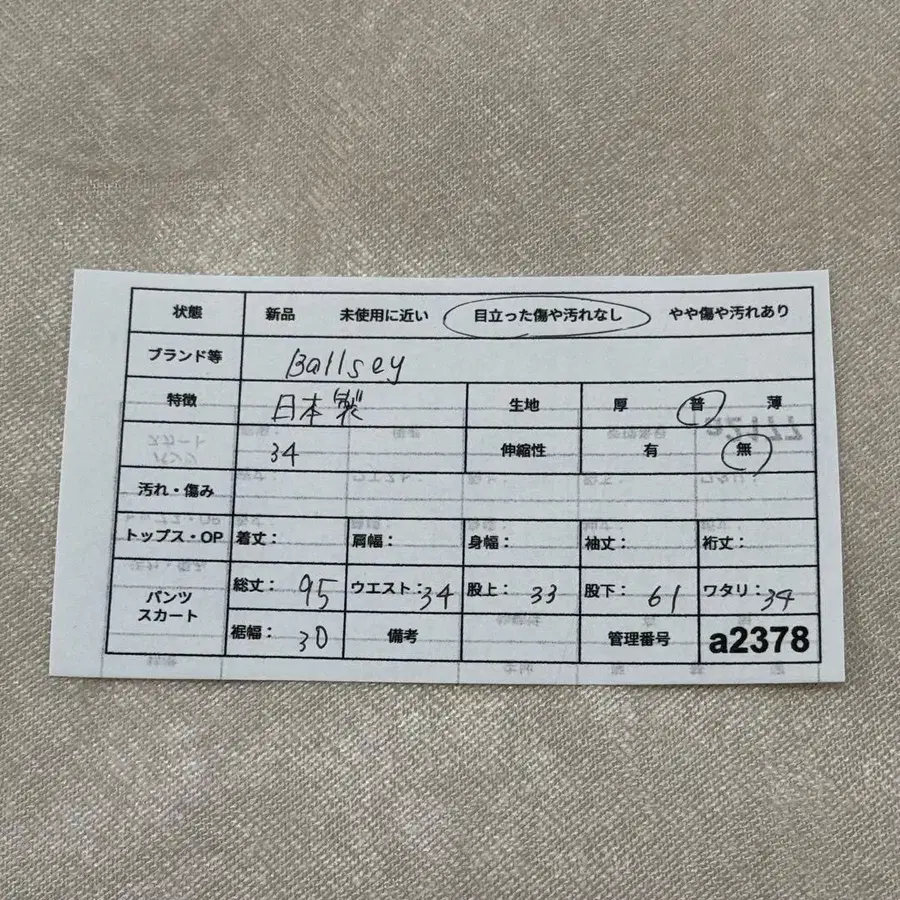 状態 新品 未使用に近い 目立った傷や汚れなし やや傷や汚れあり
ブランド等 Ballsey
特徴 日本製 生地 厚 普 薄
34 伸縮性 有 無
汚れ・傷み
トップス・OP 着丈： 肩幅： 身幅： 袖丈： 裄丈：
パンツ スカート 総丈： 95 ウエスト：34 股上： 33 股下： 61 ワタリ：34
裾幅： 30 備考 管理番号 a2378